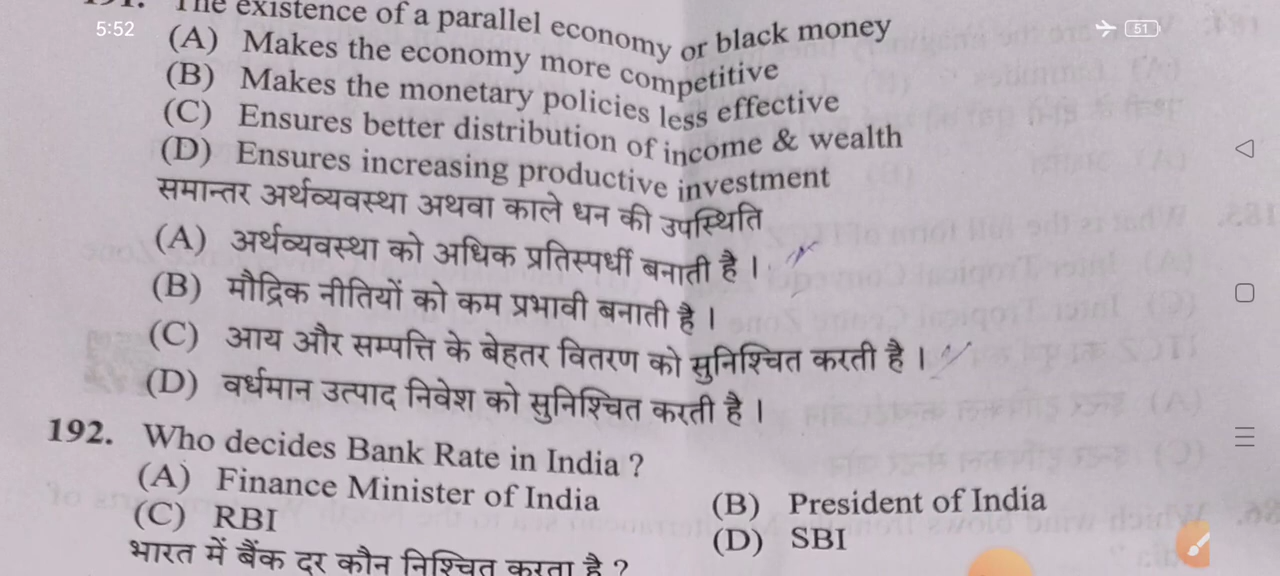 5:52
51
The existence of a parallel economy or black money
(A) Makes the economy more competitive
(B) Makes the monetary policies less effective
(C) Ensures better distribution of income & wealth
(D) Ensures increasing productive investment
समान्तर अर्थव्यवस्था अथवा काले धन की उपस्थिति
(A) अर्थव्यवस्था को अधिक प्रतिस्पर्धी बनाती है ।
(B) मौद्रिक नीतियों को कम प्रभावी बनाती है ।
(C) आय और सम्पत्ति के बेहतर वितरण को सुनिश्चित करती है ।
(D) वर्धमान उत्पाद निवेश को सुनिश्चित करती है ।
192. Who decides Bank Rate in India ?
(A) Finance Minister of India (B) President of India
(C) RBI (D) SBI
भारत में बैंक दर कौन निश्चित करता है ?